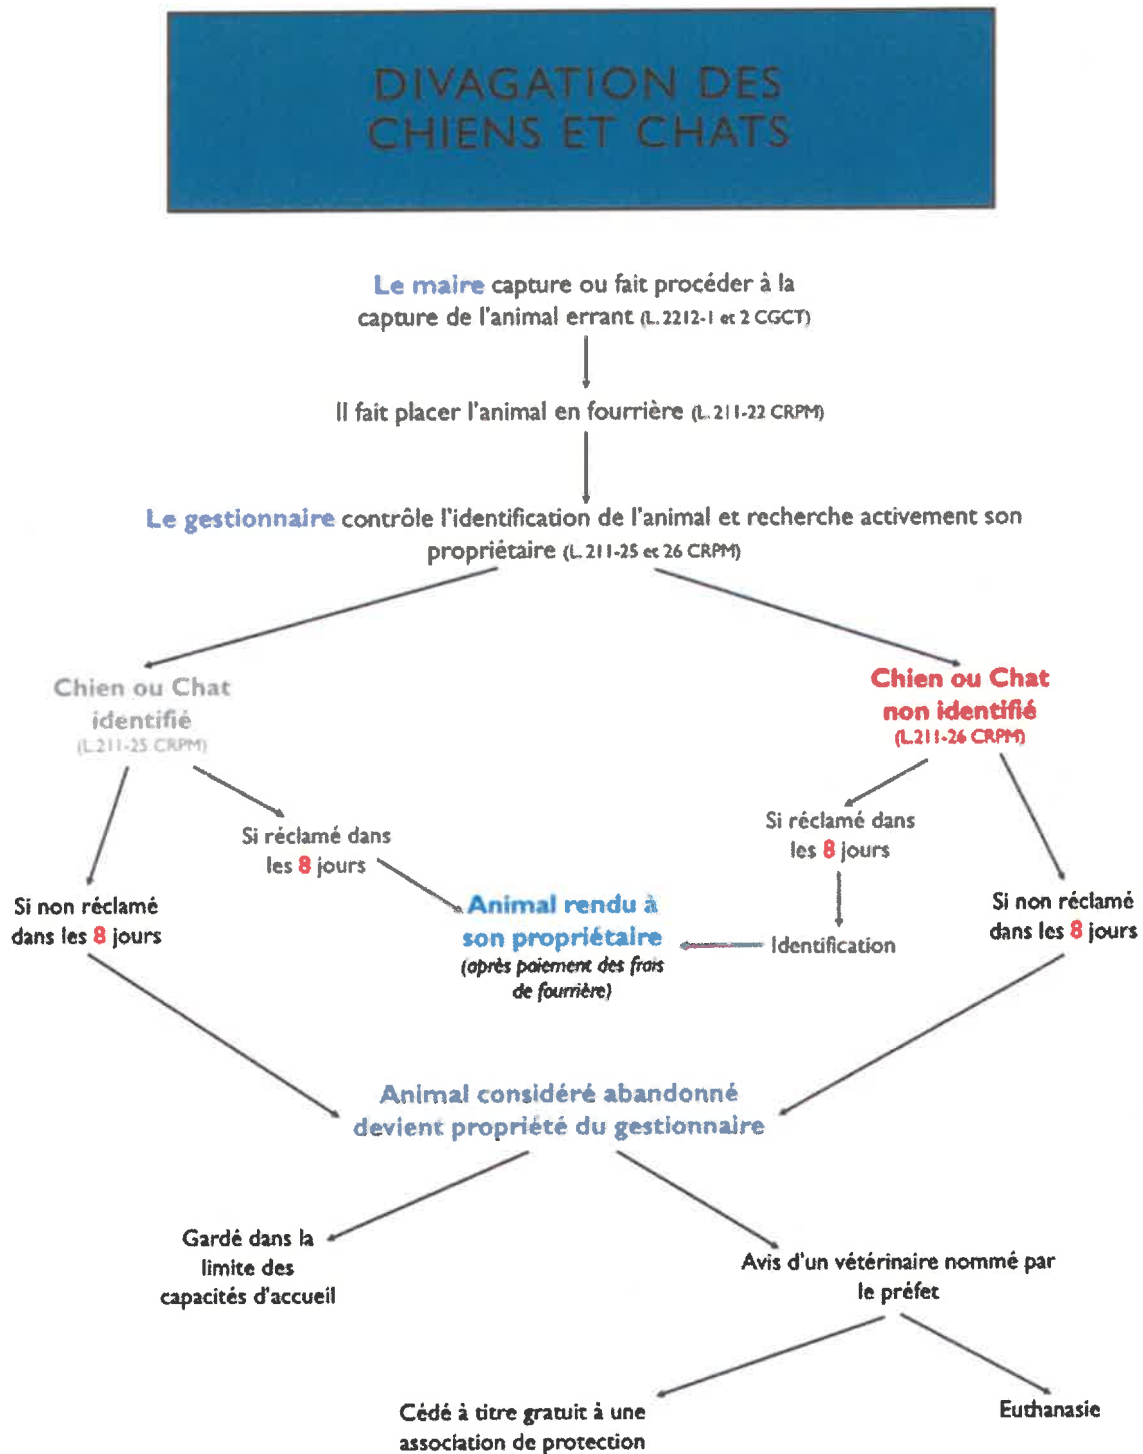 DIVAGATION DES
CHIENS ET CHATS
Le maire capture ou fait procéder à la
capture de l'animal errant (L. 2212-1 et 2 CGCT)
Il fait placer l'animal en fourrière (L. 211-22 CRPM)
Le gestionnaire contrôle l'identification de l'animal et recherche activement son
propriétaire (L. 211-25 et 26 CRPM)
Chien ou Chat
identifié
(L.211-25 CRPM)
Chien ou Chat
non identifié
(L.211-26 CRPM)
Si réclamé dans
les 8 jours
Si réclamé dans
les 8 jours
Si non réclamé
dans les 8 jours
Animal rendu à
son propriétaire
(après paiement des frais
de fourrière)
Identification
Si non réclamé
dans les 8 jours
Animal considéré abandonné
devient propriété du gestionnaire
Gardé dans la
limite des
capacités d'accueil
Avis d'un vétérinaire nommé par
le préfet
Cédé à titre gratuit à une
association de protection
Euthanasie